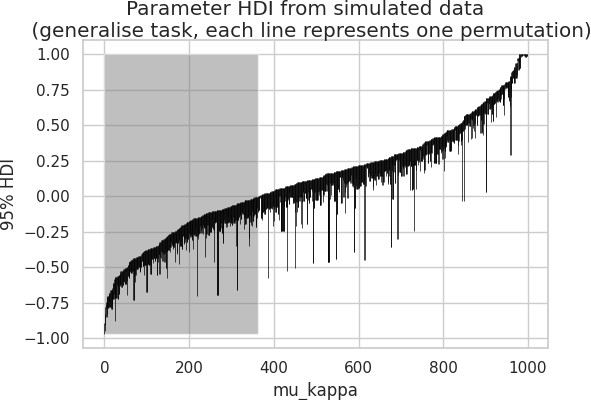 Parameter HDI from simulated data
(generalise task, each line represents one permutation)
1.00
0.75
0.50
0.25
0.00
−0.25
−0.50
−0.75
−1.00
95% HDI
0 200 400 600 800 1000
mu_kappa